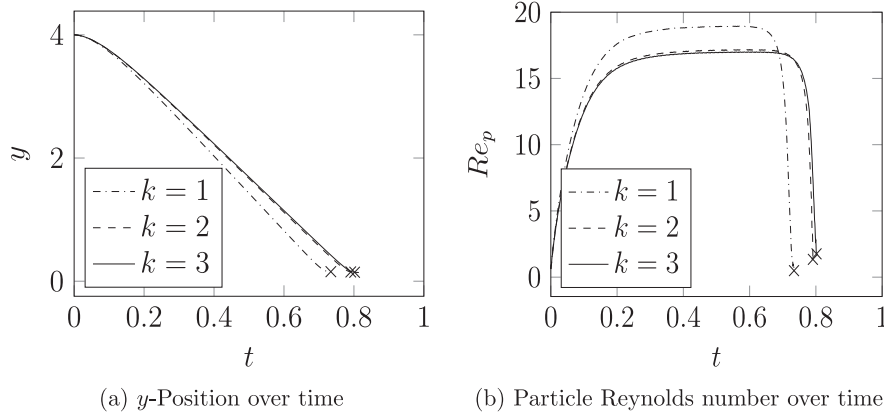 4
2
0
y
k = 1
k = 2
k = 3
0 0.2 0.4 0.6 0.8 1
t
(a) y-Position over time
20
15
10
5
0
Re_p
k = 1
k = 2
k = 3
0 0.2 0.4 0.6 0.8 1
t
(b) Particle Reynolds number over time